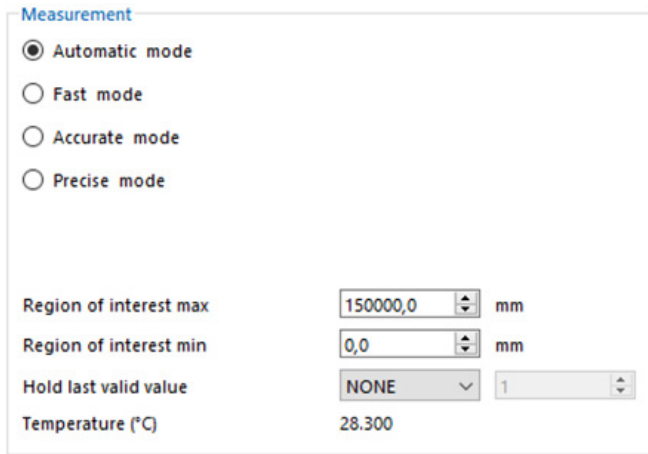 Measurement
Automatic mode
Fast mode
Accurate mode
Precise mode
Region of interest max 150000,0 mm
Region of interest min 0,0 mm
Hold last valid value NONE 1
Temperature (°C) 28.300